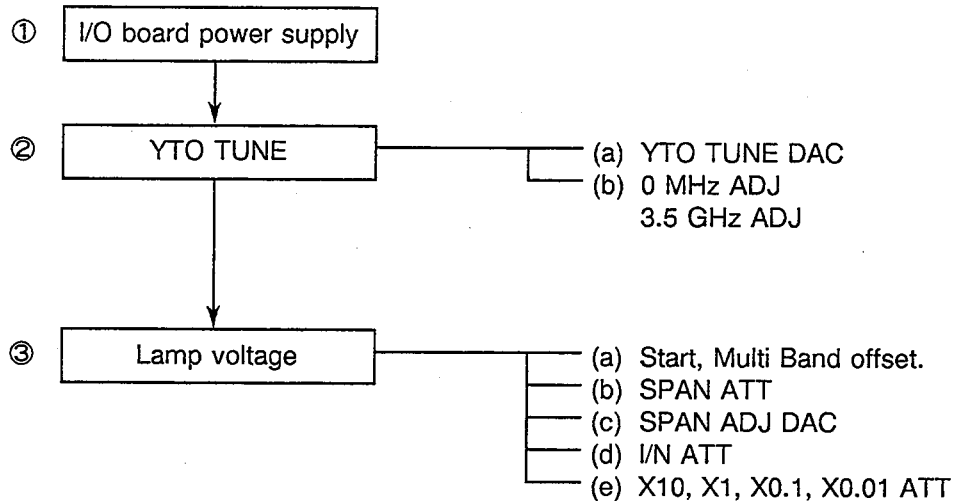 ① I/O board power supply
② YTO TUNE
(a) YTO TUNE DAC
(b) 0 MHz ADJ
3.5 GHz ADJ
③ Lamp voltage
(a) Start, Multi Band offset.
(b) SPAN ATT
(c) SPAN ADJ DAC
(d) I/N ATT
(e) X10, X1, X0.1, X0.01 ATT